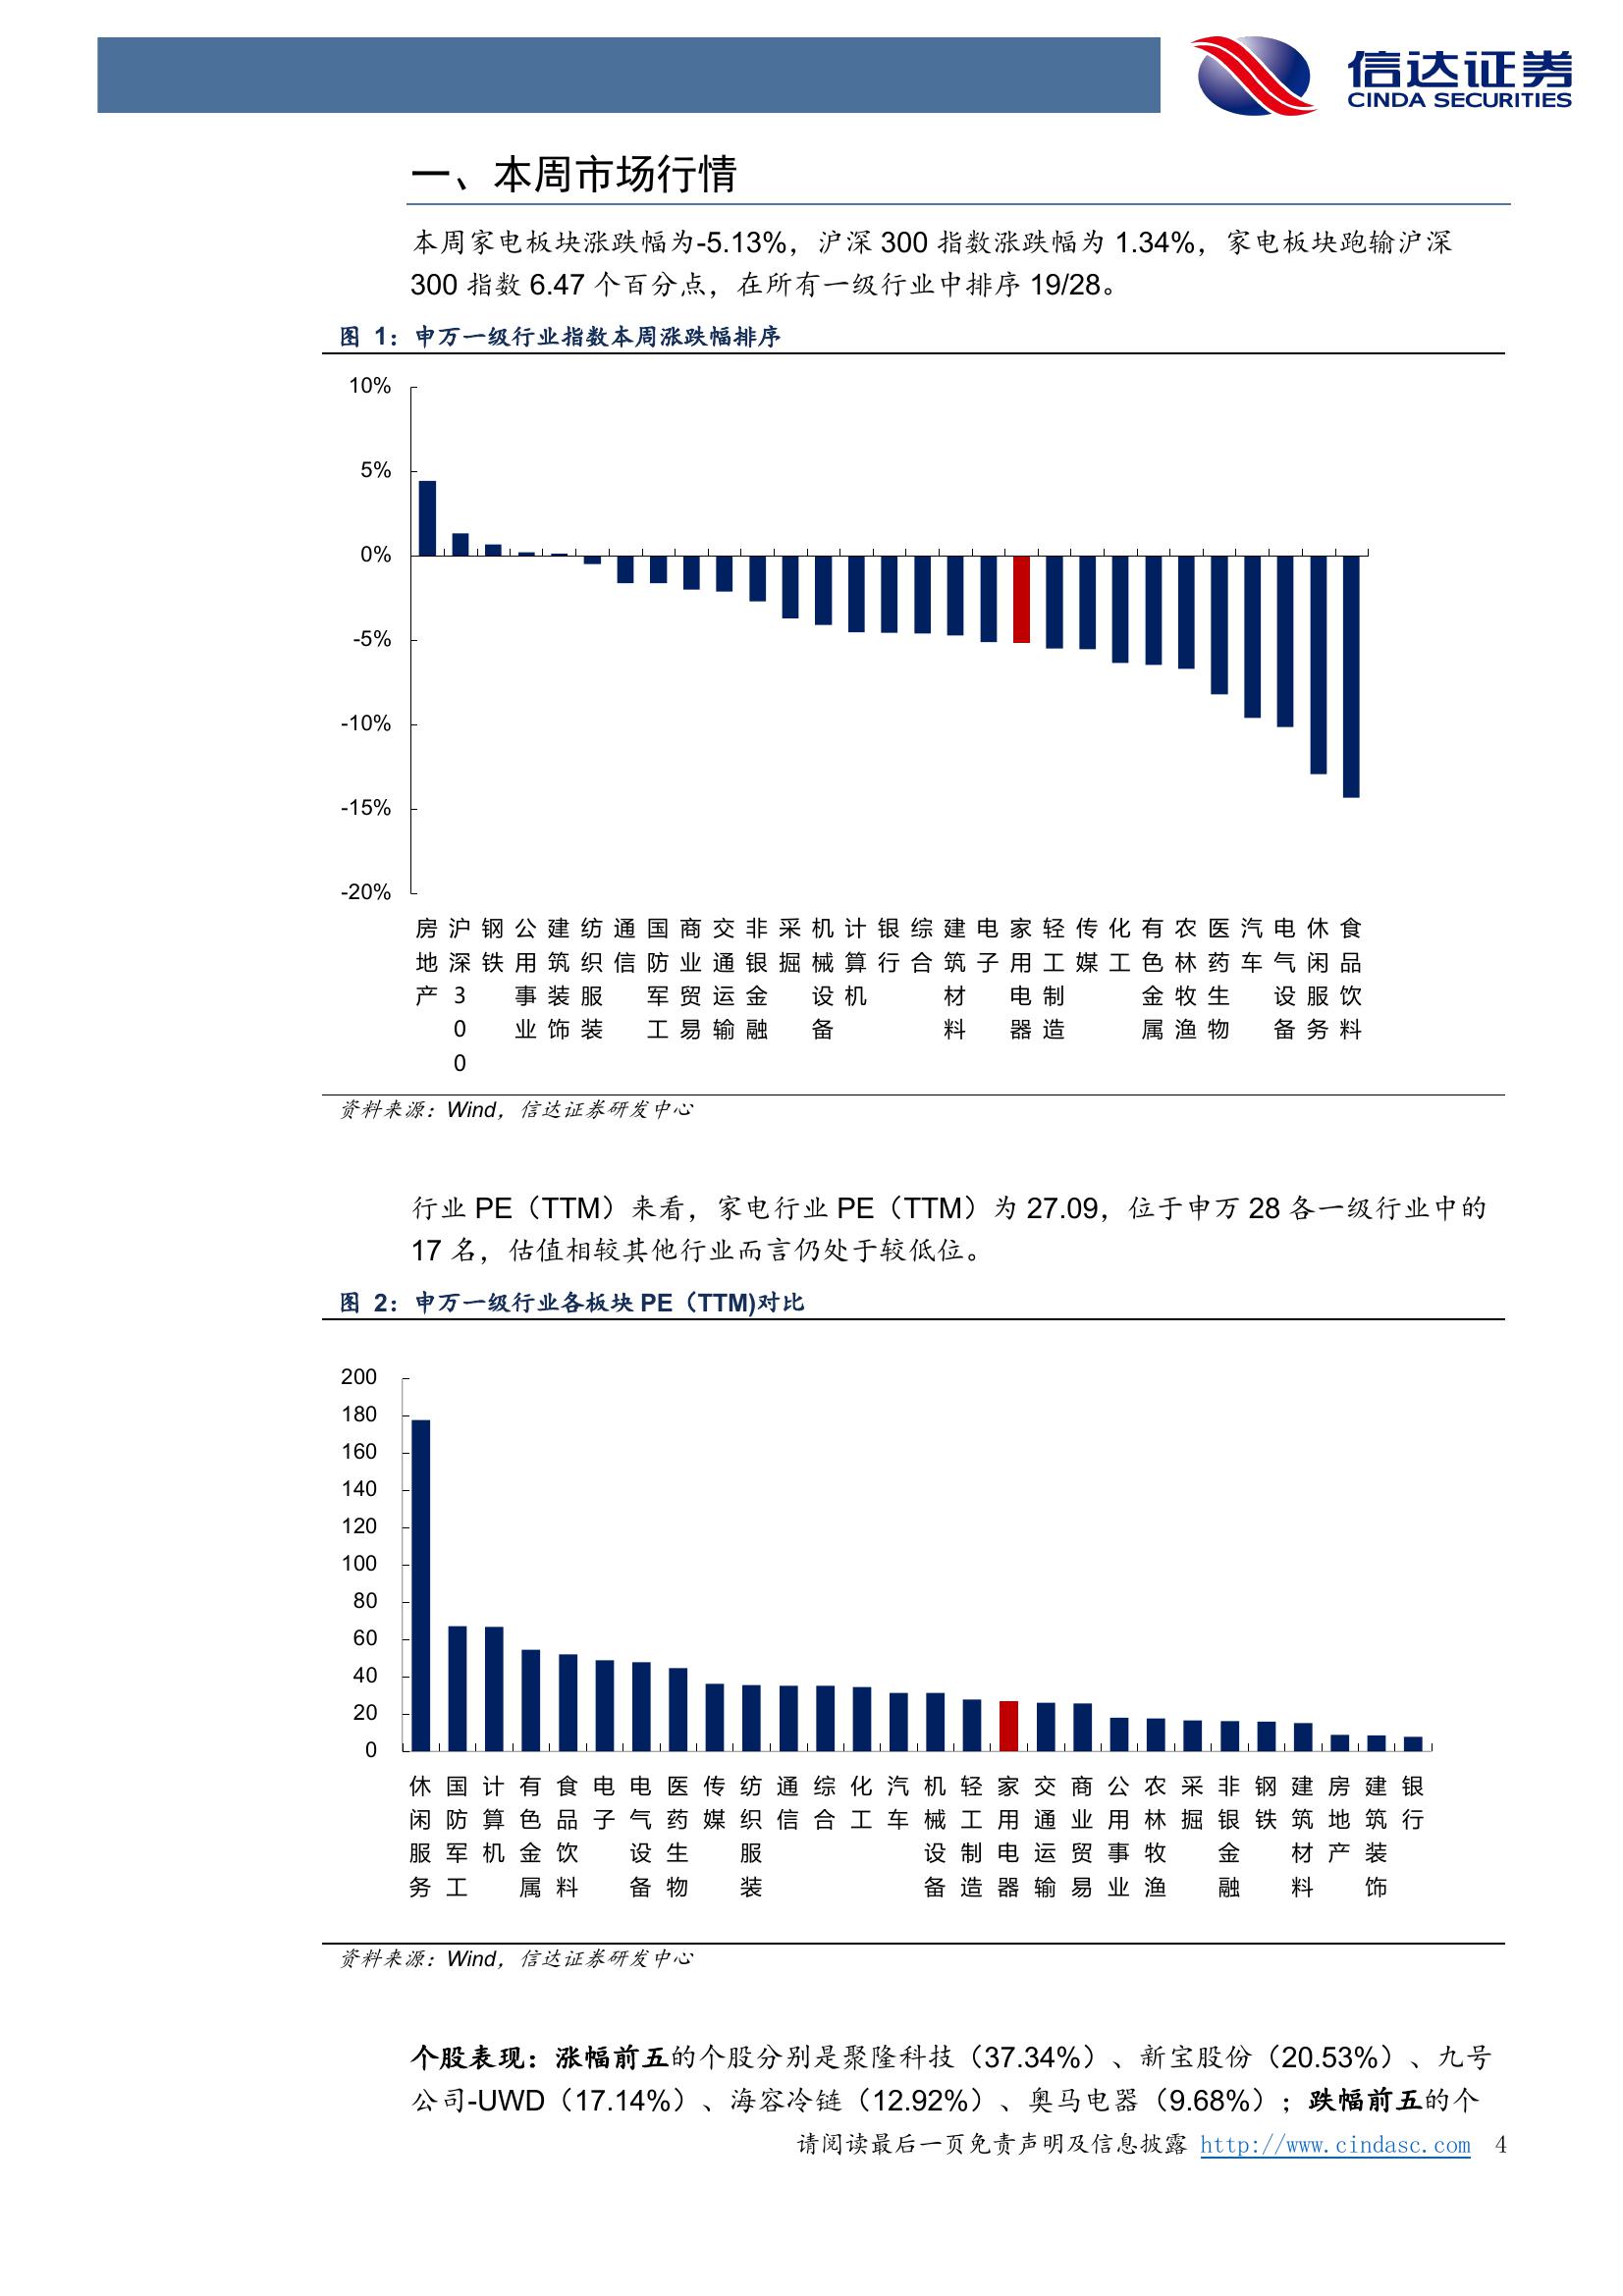 信达证券
CINDA SECURITIES
一、本周市场行情
本周家电板块涨跌幅为-5.13%，沪深 300 指数涨跌幅为 1.34%，家电板块跑输沪深
300 指数 6.47 个百分点，在所有一级行业中排序 19/28。
图 1：申万一级行业指数本周涨跌幅排序
10%
5%
0%
-5%
-10%
-15%
-20%
房地产
沪深300
钢铁
公用事业
建筑装饰
纺织服装
通信
国防军工
商业贸易
交通运输
非银金融
采掘
机械设备
计算机
银行
综合
建筑材料
电子
家用电器
轻工制造
传媒
化工
有色金属
农林牧渔
医药生物
汽车
电气设备
休闲服务
食品饮料
资料来源：Wind，信达证券研发中心
行业 PE（TTM）来看，家电行业 PE（TTM）为 27.09，位于申万 28 各一级行业中的
17 名，估值相较其他行业而言仍处于较低位。
图 2：申万一级行业各板块 PE（TTM)对比
200
180
160
140
120
100
80
60
40
20
0
休闲服务
国防军工
计算机
有色金属
食品饮料
电子
电气设备
医药生物
传媒
纺织服装
通信
综合
化工
汽车
机械设备
轻工制造
家用电器
交通运输
商业贸易
公用事业
农林牧渔
采掘
非银金融
钢铁
建筑材料
房地产
建筑装饰
银行
资料来源：Wind，信达证券研发中心
个股表现：涨幅前五的个股分别是聚隆科技（37.34%）、新宝股份（20.53%）、九号
公司-UWD（17.14%）、海容冷链（12.92%）、奥马电器（9.68%）；跌幅前五的个
请阅读最后一页免责声明及信息披露 http://www.cindasc.com 4